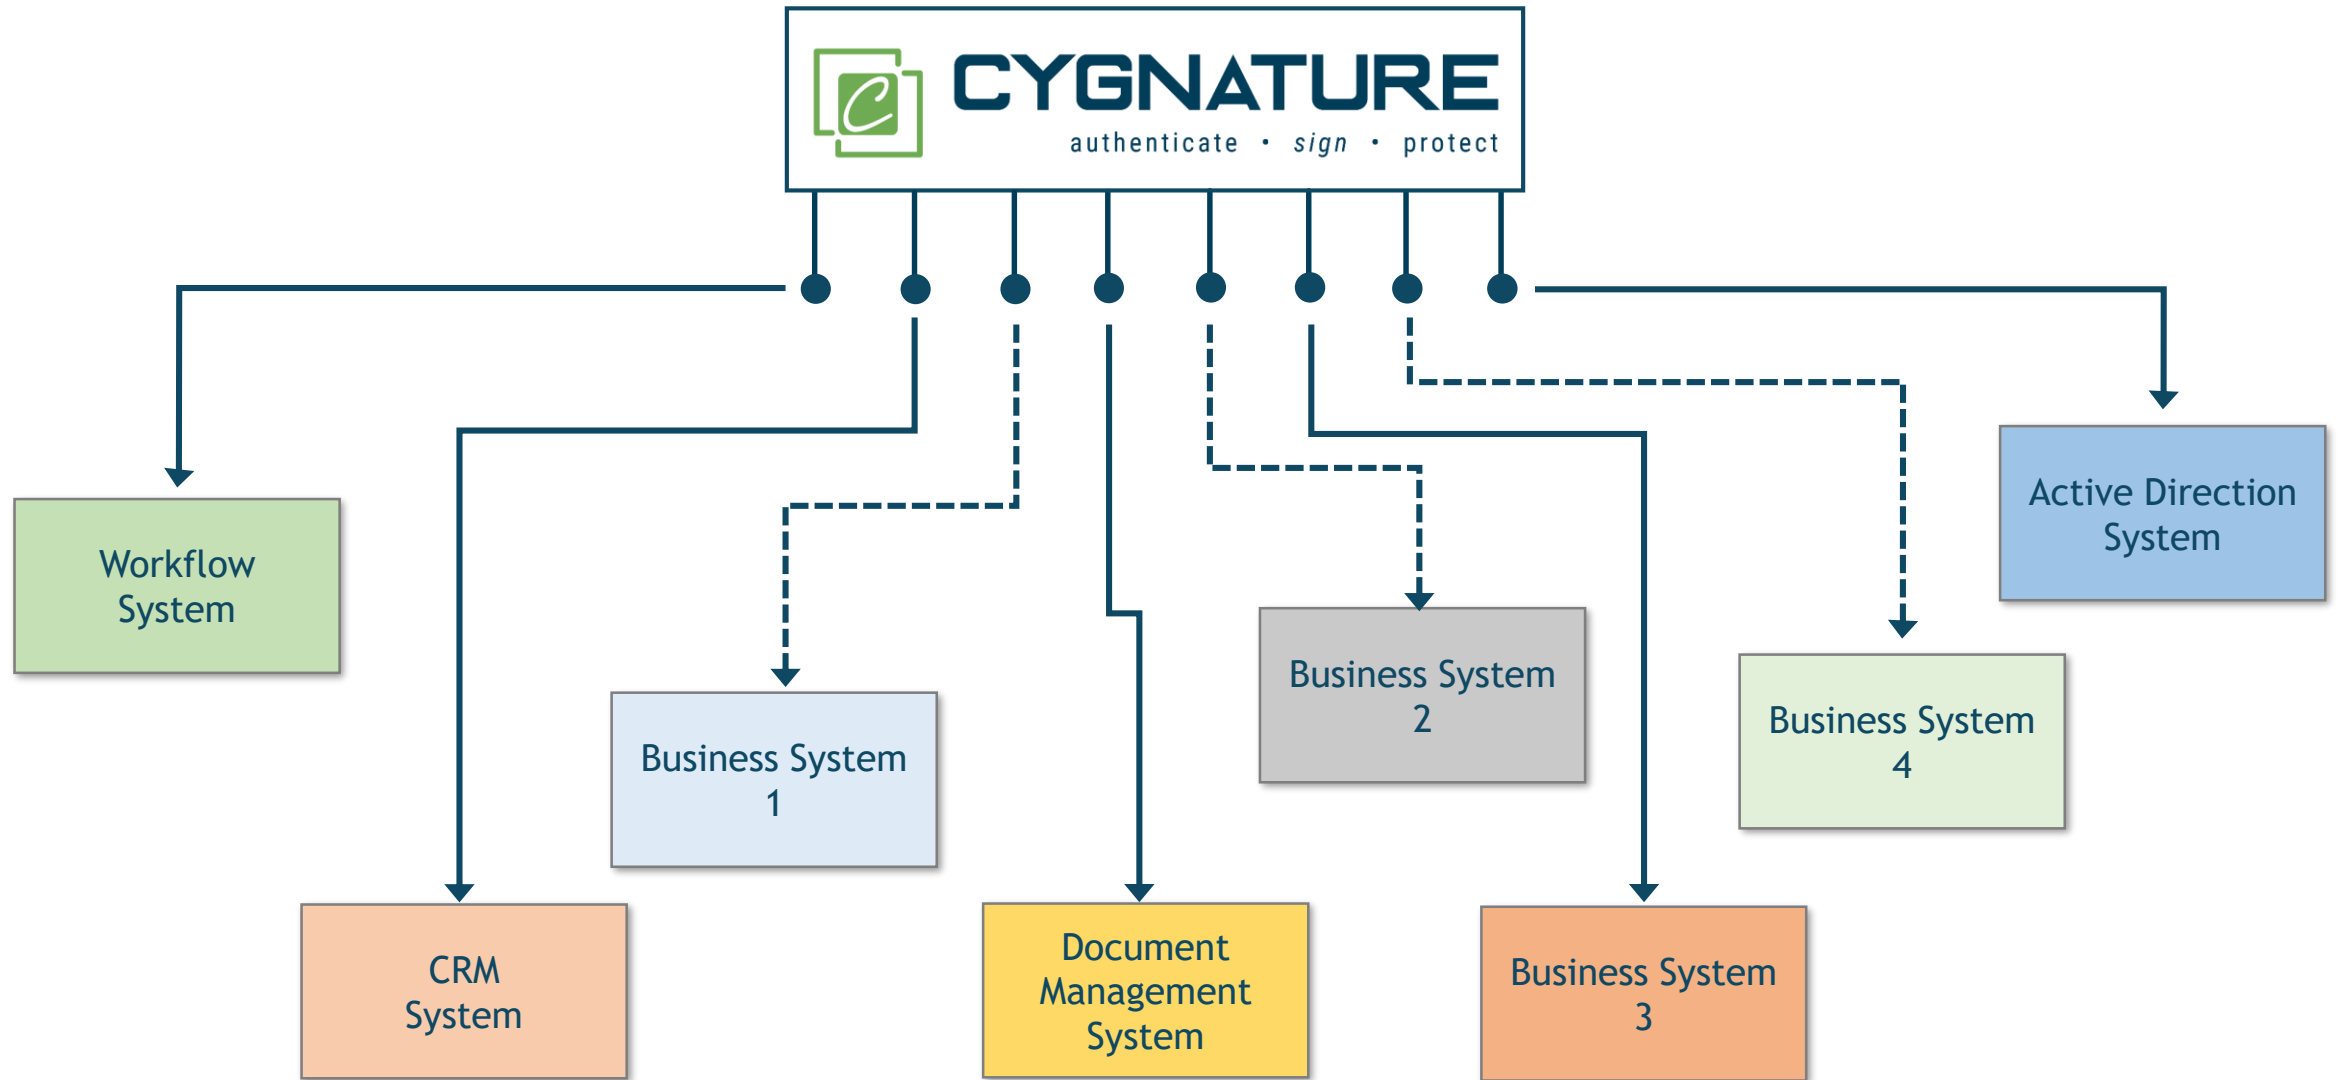 C
CYGNATURE
authenticate • sign • protect
Workflow
System
CRM
System
Business System
1
Document
Management
System
Business System
2
Business System
3
Business System
4
Active Direction
System